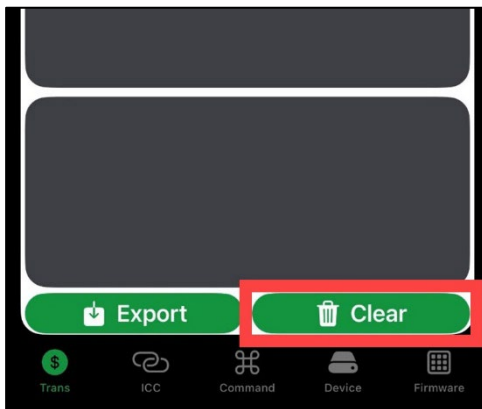 Export
Clear
$
Trans
ICC
Command
Device
Firmware